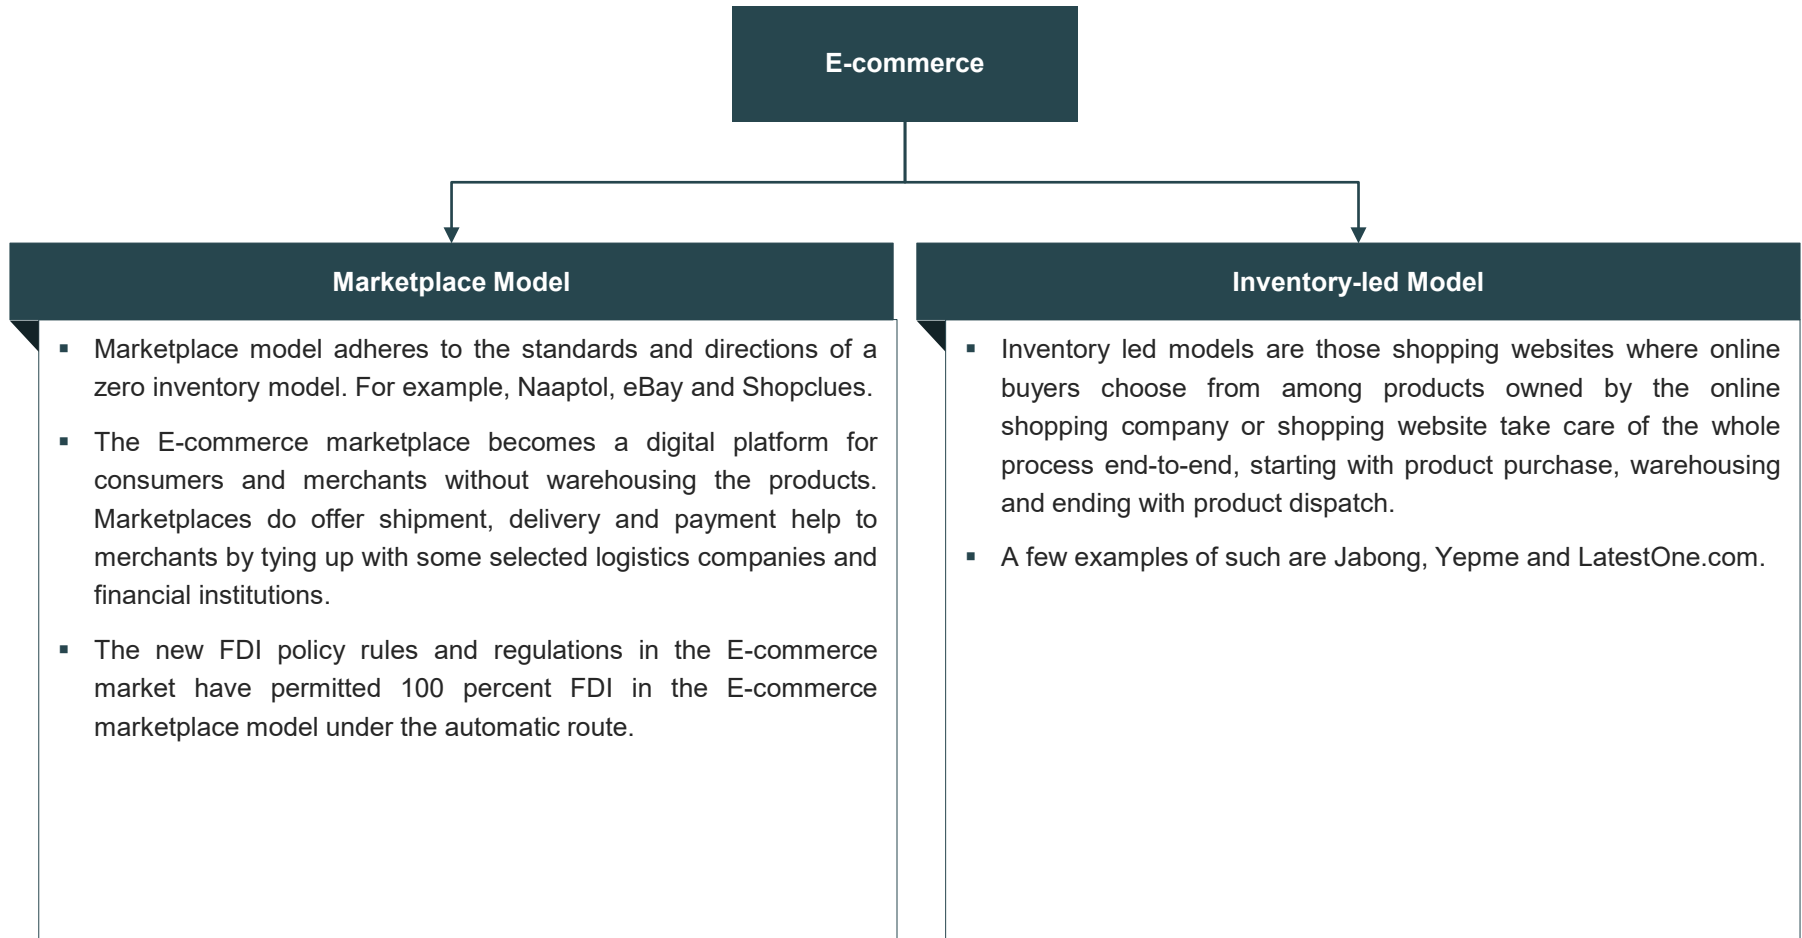 E-commerce
Marketplace Model
▪ Marketplace model adheres to the standards and directions of a
zero inventory model. For example, Naaptol, eBay and Shopclues.
▪ The E-commerce marketplace becomes a digital platform for
consumers and merchants without warehousing the products.
Marketplaces do offer shipment, delivery and payment help to
merchants by tying up with some selected logistics companies and
financial institutions.
▪ The new FDI policy rules and regulations in the E-commerce
market have permitted 100 percent FDI in the E-commerce
marketplace model under the automatic route.
Inventory-led Model
▪ Inventory led models are those shopping websites where online
buyers choose from among products owned by the online
shopping company or shopping website take care of the whole
process end-to-end, starting with product purchase, warehousing
and ending with product dispatch.
▪ A few examples of such are Jabong, Yepme and LatestOne.com.